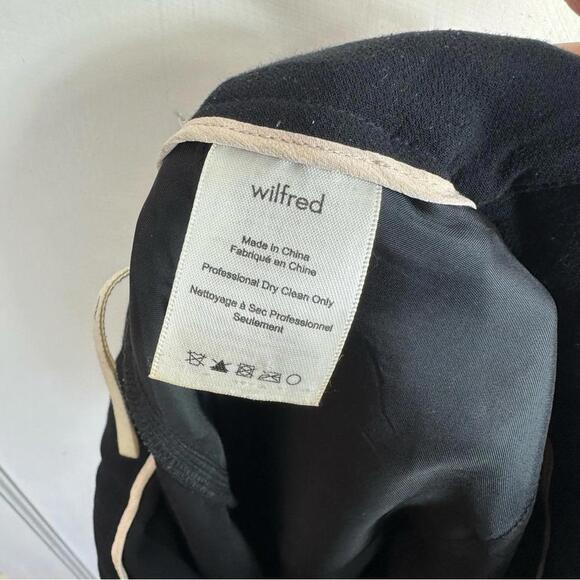 wilfred
Made in China
Fabriqué en Chine
Professional Dry Clean Only
Nettoyage à Sec Professionnel
Seulement